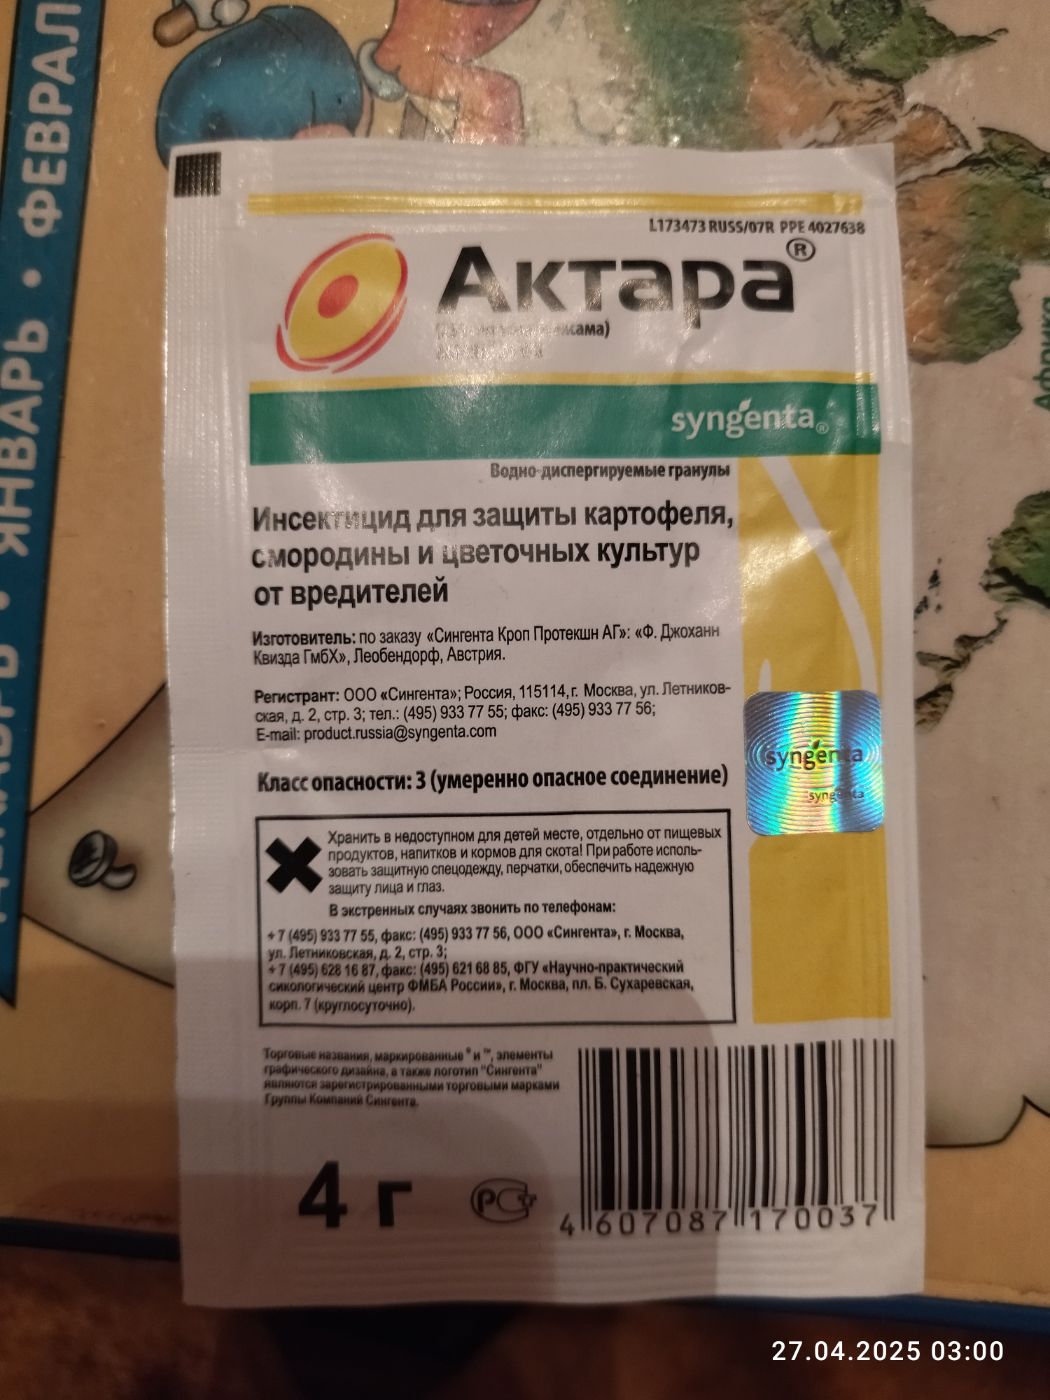 ФЕВРАЛ
ЯНВАРЬ
Африка
L173473 RUSS/07R PPE 4027638
Актара®
syngenta®
Водно-диспергируемые гранулы
Инсектицид для защиты картофеля,
смородины и цветочных культур
от вредителей
Изготовитель: по заказу «Сингента Кроп Протекшн АГ»: «Ф. Джоханн
Квизда ГмбХ», Леобендорф, Австрия.
Регистрант: ООО «Сингента»; Россия, 115114, г. Москва, ул. Летников-
ская, д. 2, стр. 3; тел.: (495) 933 77 55; факс: (495) 933 77 56;
E-mail: product.russia@syngenta.com
Класс опасности: 3 (умеренно опасное соединение)
syngenta
syngenta
Хранить в недоступном для детей месте, отдельно от пищевых
продуктов, напитков и кормов для скота! При работе исполь-
зовать защитную спецодежду, перчатки, обеспечить надежную
защиту лица и глаз.
В экстренных случаях звонить по телефонам:
+ 7 (495) 933 77 55, факс: (495) 933 77 56, ООО «Сингента», г. Москва,
ул. Летниковская, д. 2, стр. 3;
+ 7 (495) 628 16 87, факс: (495) 621 68 85, ФГУ «Научно-практический
сикологический центр ФМБА России», г. Москва, пл. Б. Сухаревская,
корп. 7 (круглосуточно).
Торговые названия, маркированные ® и ™, элементы
графического дизайна, а также логотип "Сингента"
являются зарегистрированными торговыми марками
Группы Компаний Сингента.
4 г
РСТ
4 607087 170037
27.04.2025 03:00